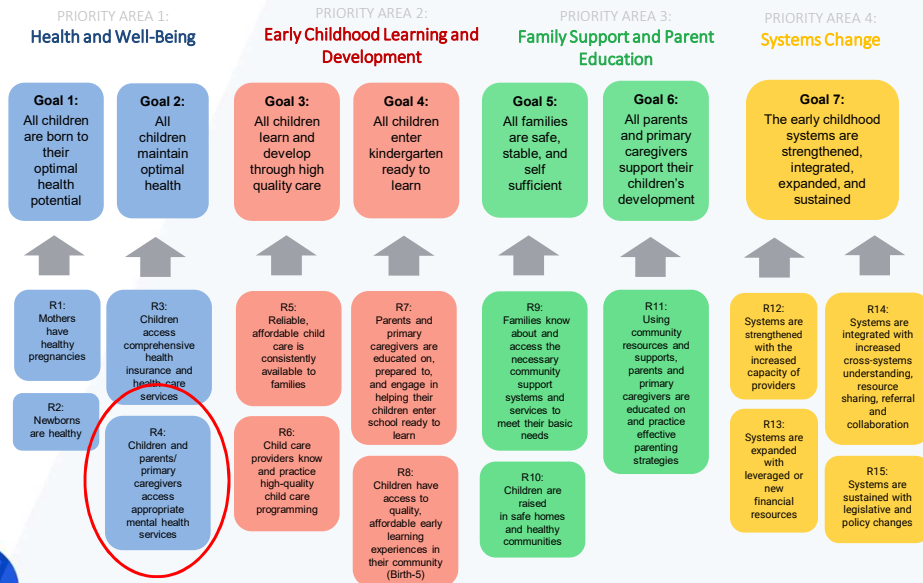 PRIORITY AREA 1:
Health and Well-Being
PRIORITY AREA 2:
Early Childhood Learning and
Development
PRIORITY AREA 3:
Family Support and Parent
Education
PRIORITY AREA 4:
Systems Change
Goal 1:
All children
are born to
their
optimal
health
potential
Goal 2:
All
children
maintain
optimal
health
Goal 3:
All children
learn and
develop
through high
quality care
Goal 4:
All children
enter
kindergarten
ready to
learn
Goal 5:
All families
are safe,
stable, and
self
sufficient
Goal 6:
All parents
and primary
caregivers
support their
children's
development
Goal 7:
The early childhood
systems are
strengthened,
integrated,
expanded, and
sustained
R1:
Mothers
have
healthy
pregnancies
R2:
Newborns
are healthy
R3:
Children
access
comprehensive
health
insurance and
health care
services
R4:
Children and
parents/
primary
caregivers
access
appropriate
mental health
services
R5:
Reliable,
affordable child
care is
consistently
available to
families
R6:
Child care
providers know
and practice
high-quality
child care
programming
R7:
Parents and
primary
caregivers are
educated on,
prepared to,
and engage in
helping their
children enter
school ready to
learn
R8:
Children have
access to
quality,
affordable early
learning
experiences in
their community
(Birth-5)
R9:
Families know
about and
access the
necessary
community
support
systems and
services to
meet their basic
needs
R10:
Children are
raised
in safe homes
and healthy
communities
R11:
Using
community
resources and
supports,
parents and
primary
caregivers are
educated on
and practice
effective
parenting
strategies
R12:
Systems are
strengthened
with the
increased
capacity of
providers
R13:
Systems are
expanded
with
leveraged or
new
financial
resources
R14:
Systems are
integrated with
increased
cross-systems
understanding,
resource
sharing, referral
and
collaboration
R15:
Systems are
sustained with
legislative and
policy changes